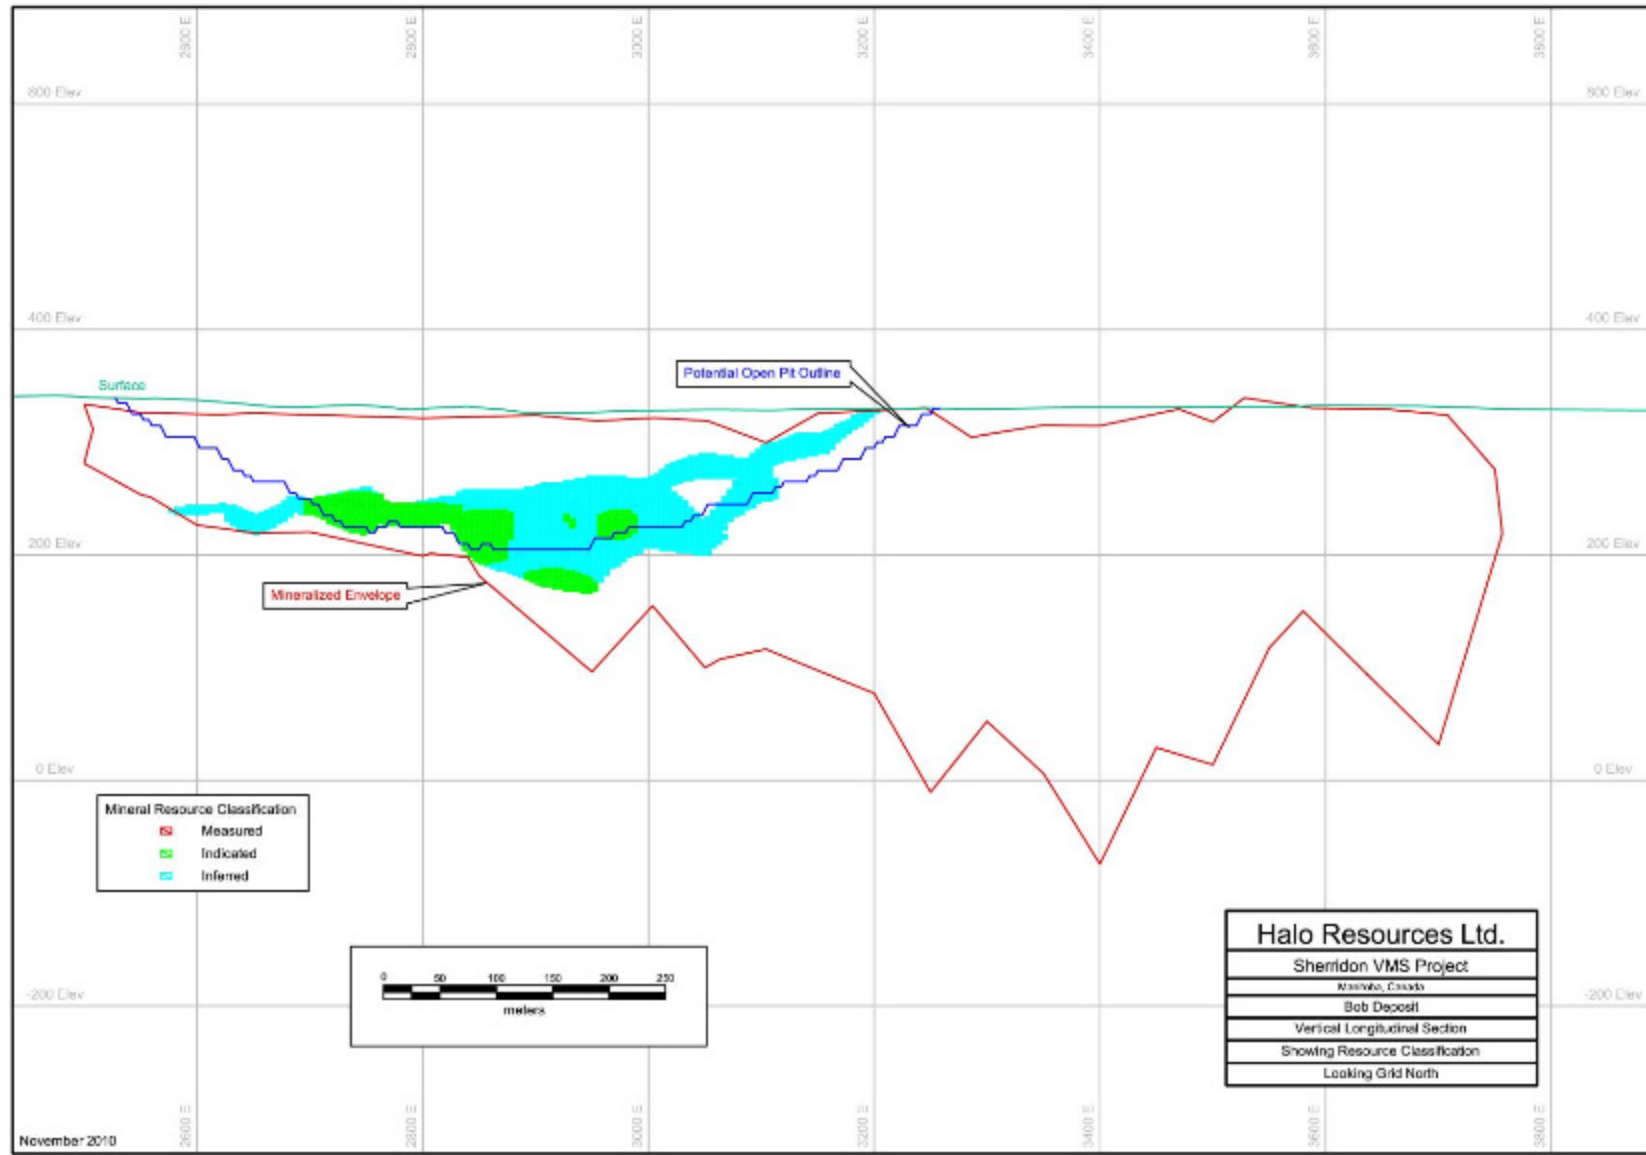 2600 E
2800 E
3000 E
3200 E
3400 E
3600 E
3800 E
600 Elev
600 Elev
400 Elev
400 Elev
Potential Open Pit Outline
Surface
200 Elev
200 Elev
Mineralized Envelope
0 Elev
0 Elev
Mineral Resource Classification
Measured
Indicated
Inferred
Halo Resources Ltd.
Sherridon VMS Project
Manitoba, Canada
Bob Deposit
Vertical Longitudinal Section
Showing Resource Classification
Looking Grid North
0 50 100 150 200 250
meters
-200 Elev
-200 Elev
2600 E
2800 E
3000 E
3200 E
3400 E
3600 E
3800 E
November 2010